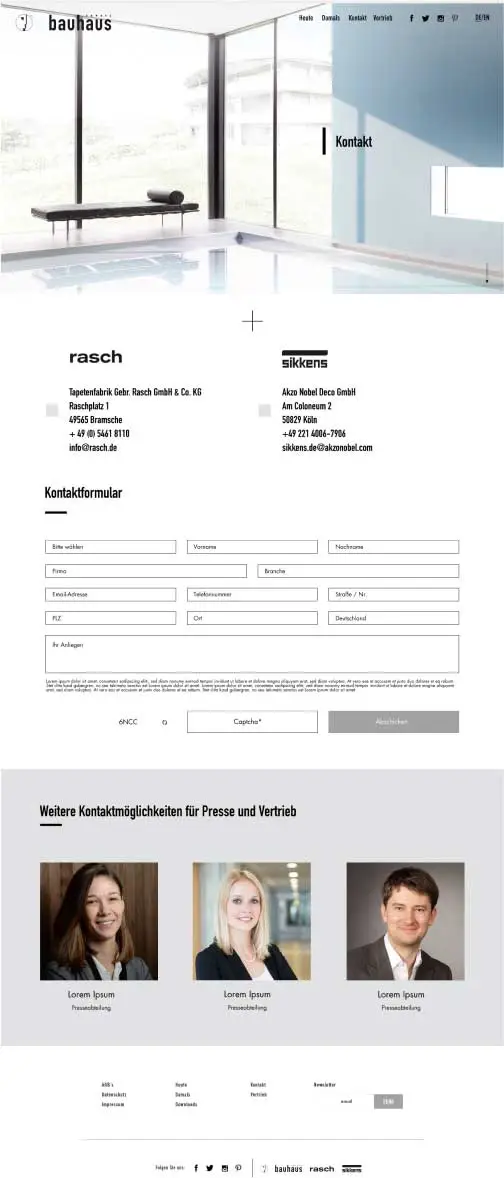 bauhaus
Heute Damals Kontakt Vertrieb
DE/EN
Kontakt
rasch
Tapetenfabrik Gebr. Rasch GmbH & Co. KG
Raschplatz 1
49565 Bramsche
+ 49 (0) 5461 8110
info@rasch.de
sikkens
Akzo Nobel Deco GmbH
Am Coloneum 2
50829 Köln
+49 221 4006-7906
sikkens.de@akzonobel.com
Kontaktformular
Bitte wählen
Vorname
Nachname
Firma
Branche
Email-Adresse
Telefonnummer
Straße / Nr.
PLZ
Ort
Deutschland
Ihr Anliegen
6NCC
Captcha*
Abschicken
Weitere Kontaktmöglichkeiten für Presse und Vertrieb
Lorem Ipsum
Presseabteilung
Lorem Ipsum
Presseabteilung
Lorem Ipsum
Presseabteilung
AGB's
Datenschutz
Impressum
Heute
Damals
Downloads
Kontakt
Vertrieb
Newsletter
email
Folgen Sie uns:
bauhaus
rasch
sikkens